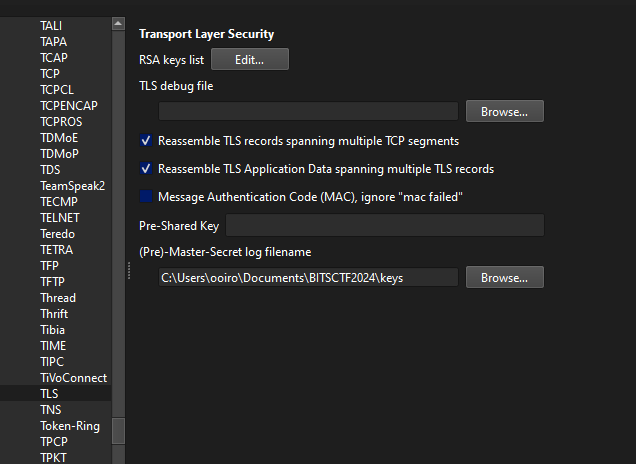 TALI
TAPA
TCAP
TCP
TCPCL
TCPENCAP
TCPROS
TDMoE
TDMoP
TDS
TeamSpeak2
TECMP
TELNET
Teredo
TETRA
TFP
TFTP
Thread
Thrift
Tibia
TIME
TIPC
TiVoConnect
TLS
TNS
Token-Ring
TPCP
TPKT
Transport Layer Security
RSA keys list Edit...
TLS debug file
Browse...
Reassemble TLS records spanning multiple TCP segments
Reassemble TLS Application Data spanning multiple TLS records
Message Authentication Code (MAC), ignore "mac failed"
Pre-Shared Key
(Pre)-Master-Secret log filename
C:\Users\ooiro\Documents\BITSCTF2024\keys Browse...